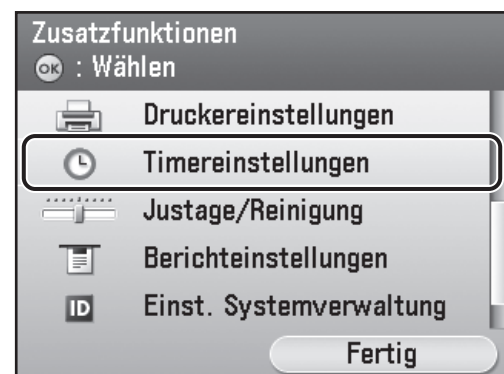 Zusatzfunktionen
OK : Wählen
Druckereinstellungen
Timereinstellungen
Justage/Reinigung
Berichteinstellungen
ID Einst. Systemverwaltung
Fertig